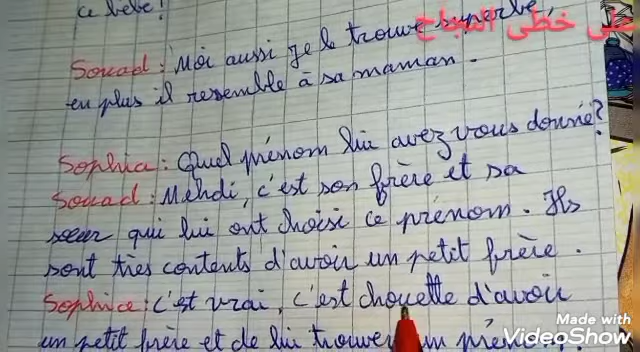 ce bébé!
على خطى النجاح
Souad: Moi aussi je le trouve superbe,
en plus il ressemble à sa maman.
Sophia: Quel prénom lui avez vous donné?
Souad: Mehdi, c'est son frère et sa
soeur qui lui ont choisi ce prénom. Ils
sont très contents d'avoir un petit frère.
Sophia: c'est vrai, c'est chouette d'avoir
un petit frère et de lui trouver un prénom.
Made with
VideoShow